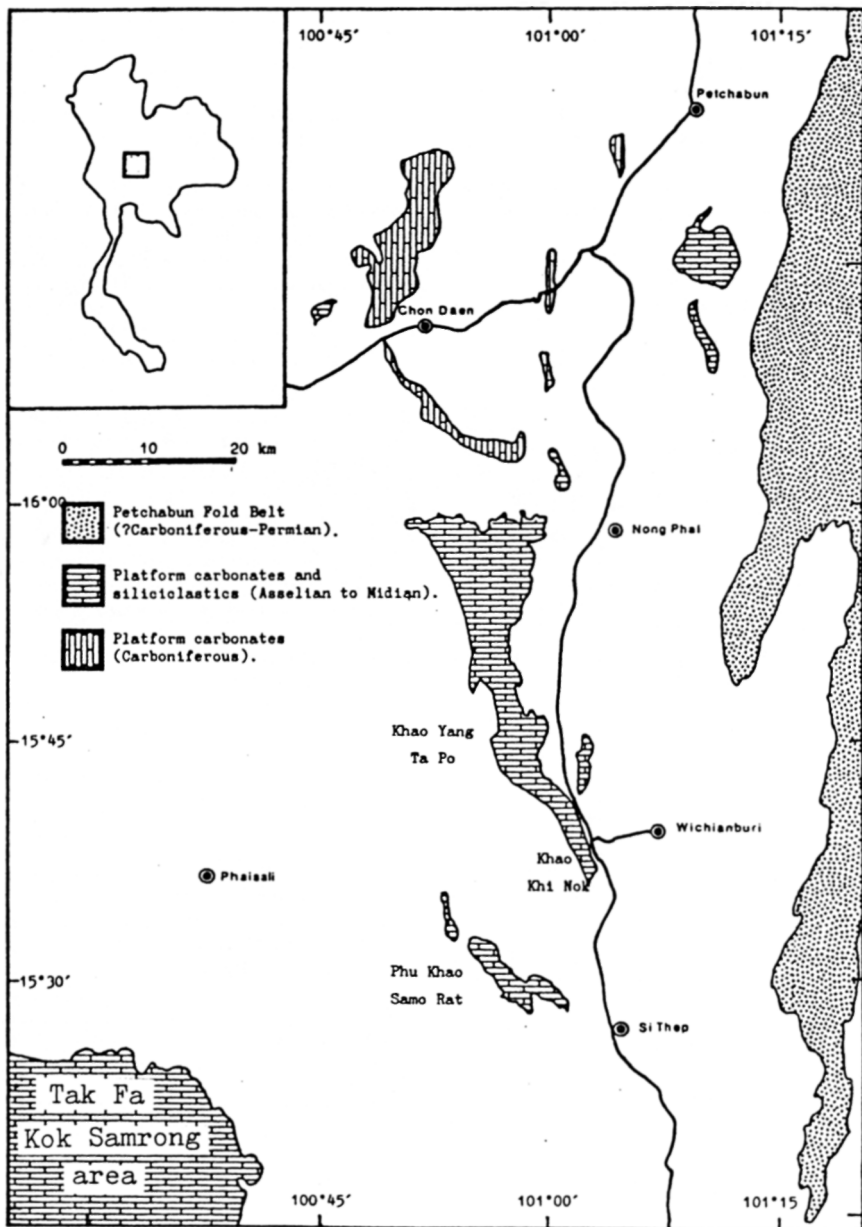 100°45′ 101°00′ 101°15′
Petchabun
Chon Daen
0 10 20 km
16°00′
Petchabun Fold Belt
(?Carboniferous-Permian).
Nong Phai
Platform carbonates and
siliciclastics (Asselian to Midian).
Platform carbonates
(Carboniferous).
15°45′
Khao Yang
Ta Po
Wichianburi
Khao
Khi Nok
Phaisali
15°30′
Phu Khao
Samo Rat
Si Thep
Tak Fa
Kok Samrong
area
100°45′ 101°00′ 101°15′